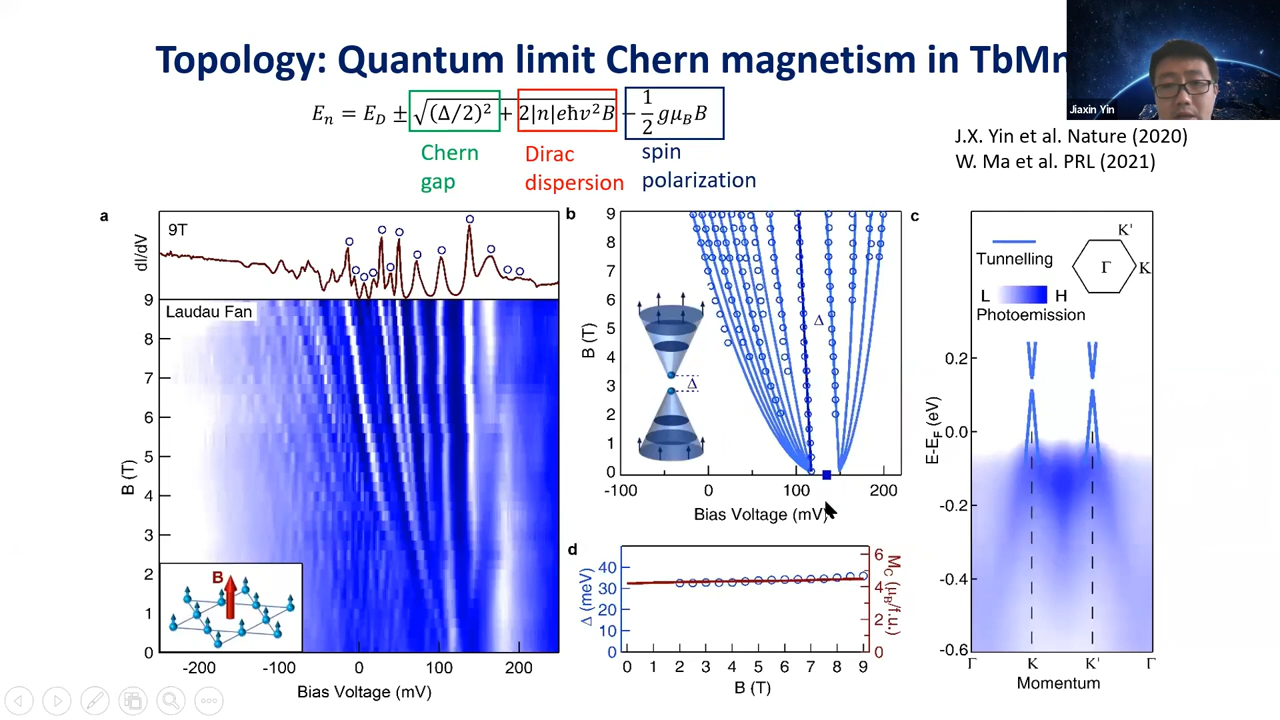 Topology: Quantum limit Chern magnetism in TbMn
Jiaxin Yin
E_n = E_D ± √(Δ/2)² + 2|n|eħv²B − 1/2 gμ_B B
Chern gap
Dirac dispersion
spin polarization
J.X. Yin et al. Nature (2020)
W. Ma et al. PRL (2021)
a
9T
dI/dV
Laudau Fan
9
8
7
6
5
4
3
2
1
0
B (T)
B
-200
-100
0
100
200
Bias Voltage (mV)
b
9
8
7
6
5
4
3
2
1
0
B (T)
Δ
Δ
-100
0
100
200
Bias Voltage (mV)
c
Tunnelling
K'
Γ
K
L
H
Photoemission
0.2
0.0
-0.2
-0.4
-0.6
E-E_F (eV)
Γ
K
K'
Γ
Momentum
d
40
30
20
10
0
Δ (meV)
6
4
2
0
M_C (μ_B/f.u.)
0 1 2 3 4 5 6 7 8 9
B (T)